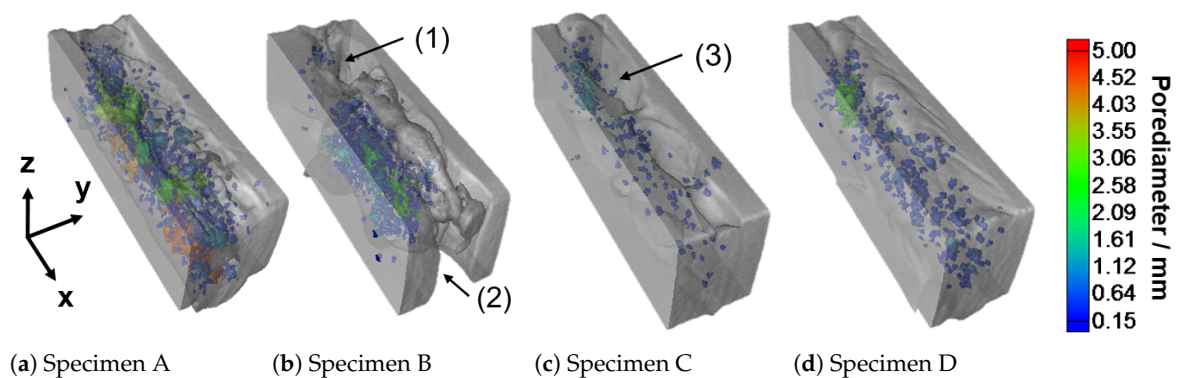 (1)
(2)
(3)
z
y
x
5.00
4.52
4.03
3.55
3.06
2.58
2.09
1.61
1.12
0.64
0.15
Porediameter / mm
(a) Specimen A
(b) Specimen B
(c) Specimen C
(d) Specimen D